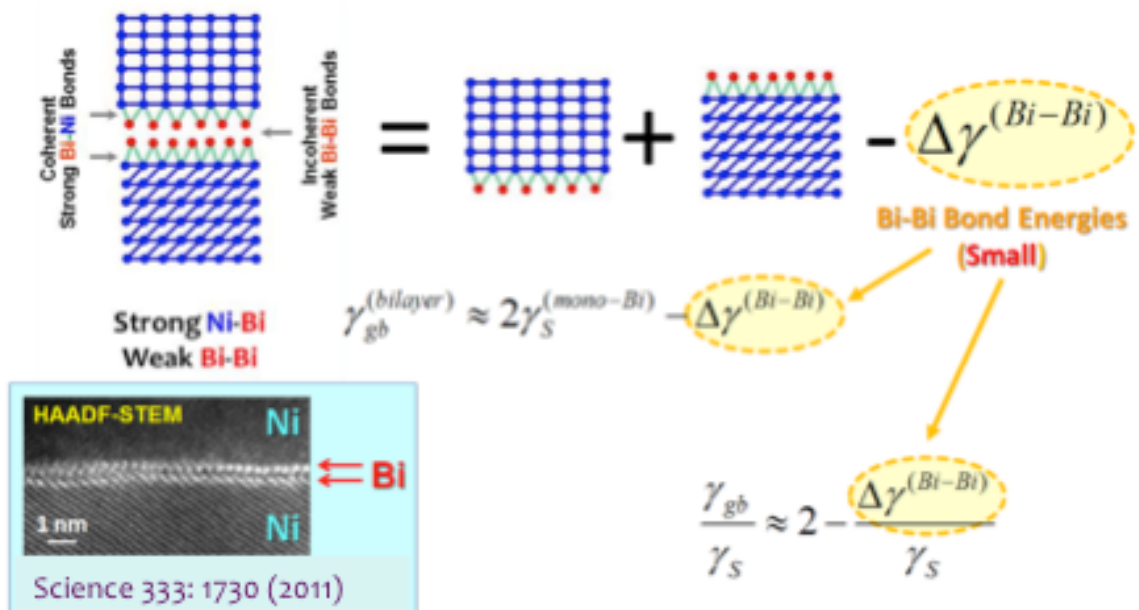 Coherent
Strong Bi-Ni Bonds
Incoherent
Weak Bi-Bi Bonds
=
+
- Δγ^(Bi-Bi)
Bi-Bi Bond Energies
(Small)
γ_gb^(bilayer) ≈ 2γ_S^(mono-Bi) - Δγ^(Bi-Bi)
Strong Ni-Bi
Weak Bi-Bi
HAADF-STEM
Ni
Bi
1 nm
Ni
γ_gb / γ_S ≈ 2 - Δγ^(Bi-Bi) / γ_S
Science 333: 1730 (2011)